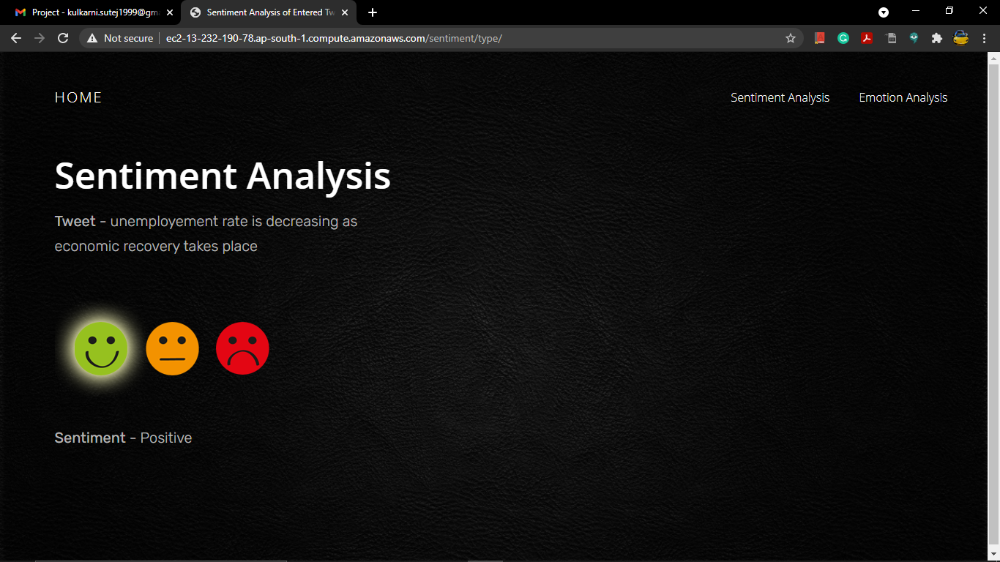 Project - kulkarni.sutej1999@gm
Sentiment Analysis of Entered Tw
Not secure
ec2-13-232-190-78.ap-south-1.compute.amazonaws.com/sentiment/type/
HOME
Sentiment Analysis
Emotion Analysis
Sentiment Analysis
Tweet - unemployement rate is decreasing as
economic recovery takes place
Sentiment - Positive